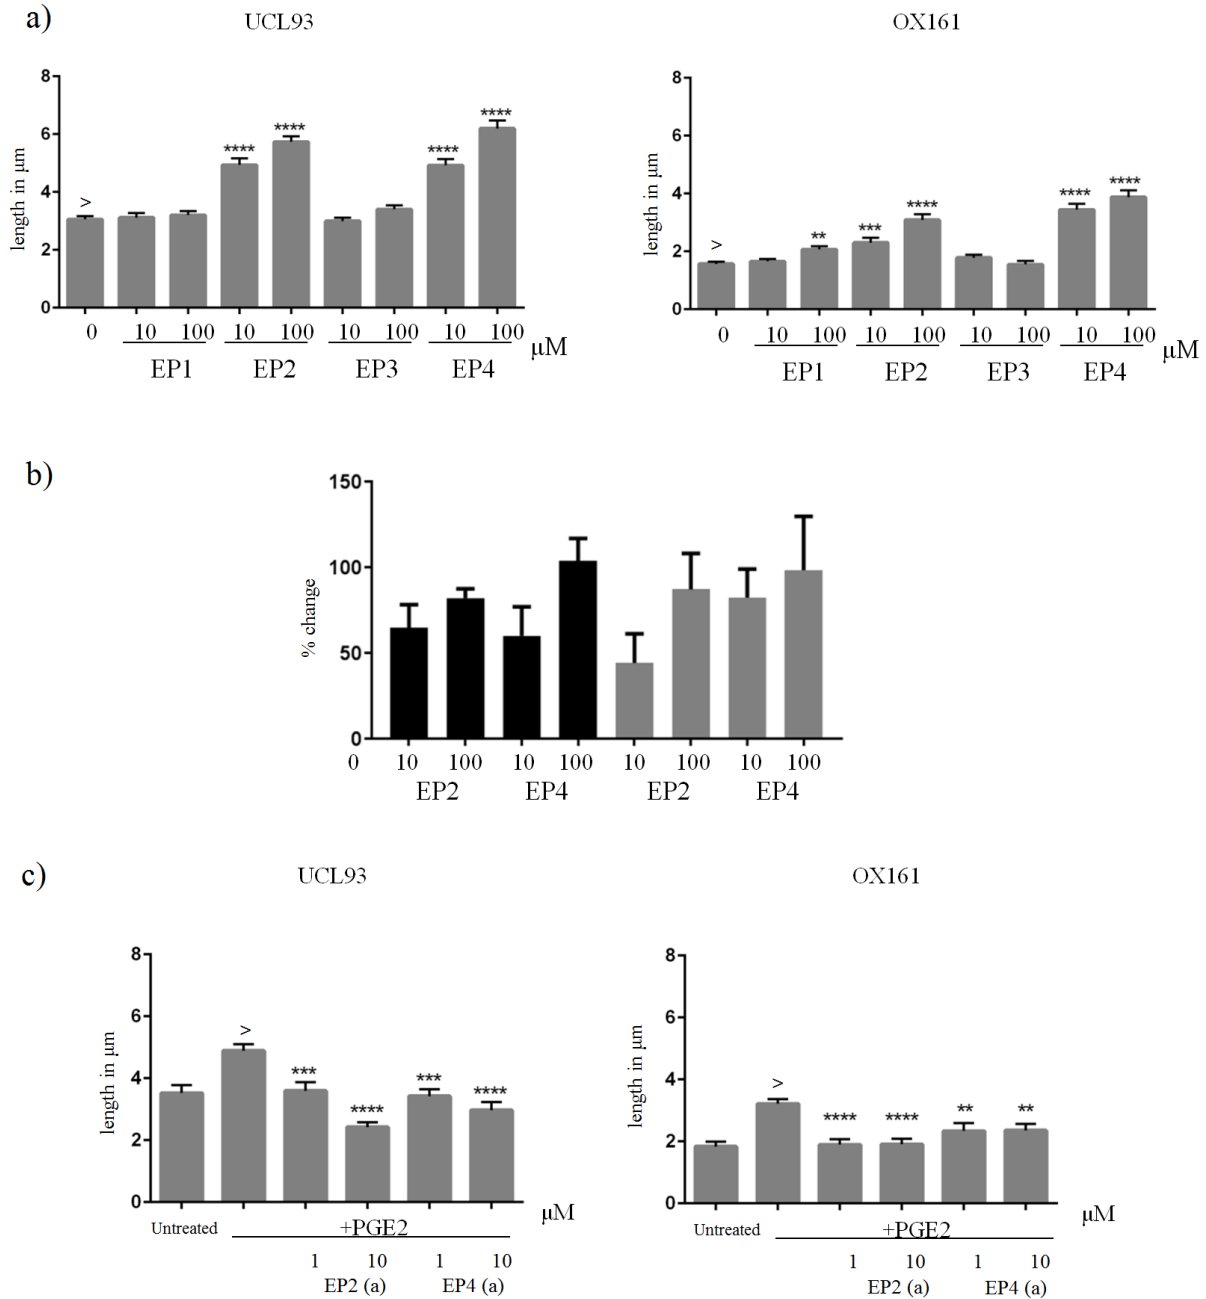 a)
UCL93
OX161
8
6
4
2
0
length in μm
>
****
****
****
****
0
10
100
10
100
10
100
10
100
μM
EP1
EP2
EP3
EP4
8
6
4
2
0
length in μm
>
**
***
****
****
****
0
10
100
10
100
10
100
10
100
μM
EP1
EP2
EP3
EP4
b)
150
100
50
0
% change
0
10
100
10
100
10
100
10
100
EP2
EP4
EP2
EP4
c)
UCL93
OX161
8
6
4
2
0
length in μm
>
***
****
***
****
Untreated
+PGE2
μM
1
10
1
10
EP2 (a)
EP4 (a)
8
6
4
2
0
length in μm
>
****
****
**
**
Untreated
+PGE2
μM
1
10
1
10
EP2 (a)
EP4 (a)